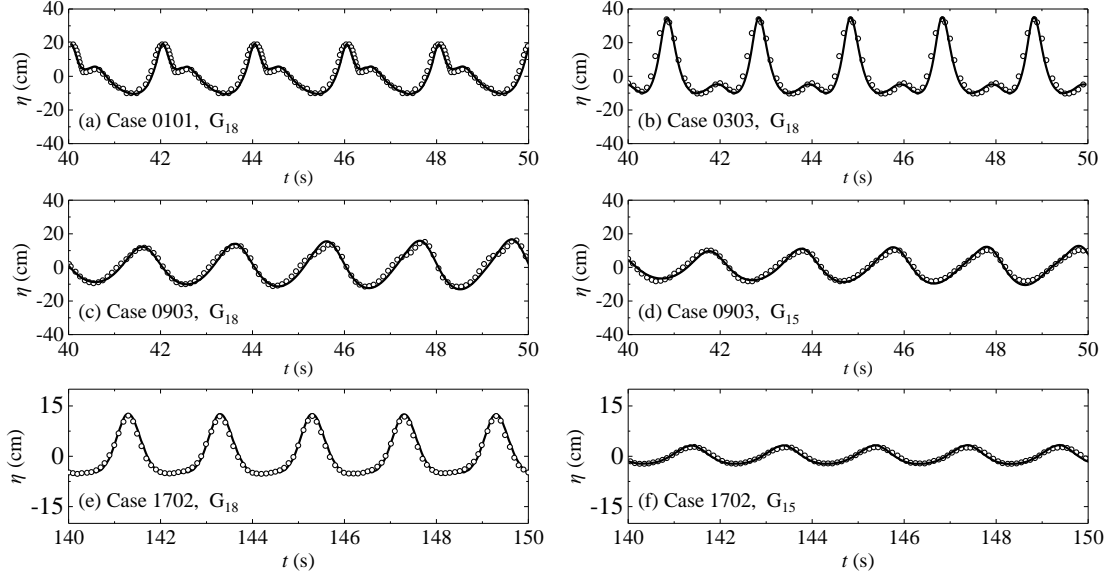 40
20
0
-20
-40
η (cm)
(a) Case 0101, G18
40 42 44 46 48 50
t (s)
40
20
0
-20
-40
η (cm)
(b) Case 0303, G18
40 42 44 46 48 50
t (s)
40
20
0
-20
-40
η (cm)
(c) Case 0903, G18
40 42 44 46 48 50
t (s)
40
20
0
-20
-40
η (cm)
(d) Case 0903, G15
40 42 44 46 48 50
t (s)
15
0
-15
η (cm)
(e) Case 1702, G18
140 142 144 146 148 150
t (s)
15
0
-15
η (cm)
(f) Case 1702, G15
140 142 144 146 148 150
t (s)